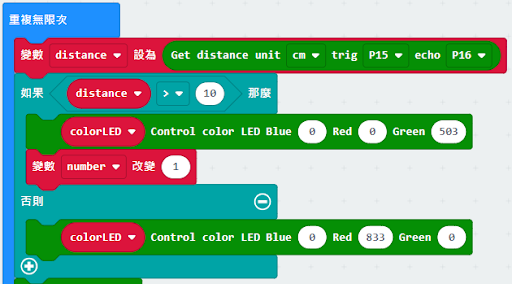 重複無限次
變數 distance 設為 Get distance unit cm trig P15 echo P16
如果 distance > 10 那麼
colorLED Control color LED Blue 0 Red 0 Green 503
變數 number 改變 1
否則
colorLED Control color LED Blue 0 Red 833 Green 0